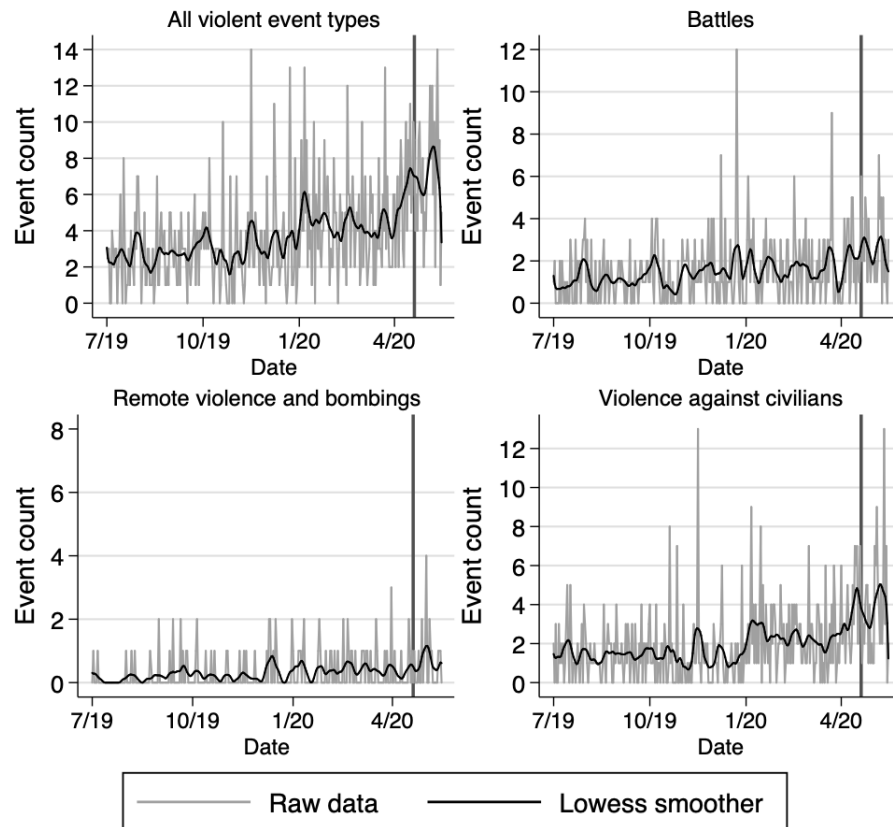 All violent event types
Event count
14
12
10
8
6
4
2
0
7/19 10/19 1/20 4/20
Date
Battles
Event count
12
10
8
6
4
2
0
7/19 10/19 1/20 4/20
Date
Remote violence and bombings
Event count
8
6
4
2
0
7/19 10/19 1/20 4/20
Date
Violence against civilians
Event count
12
10
8
6
4
2
0
7/19 10/19 1/20 4/20
Date
Raw data Lowess smoother